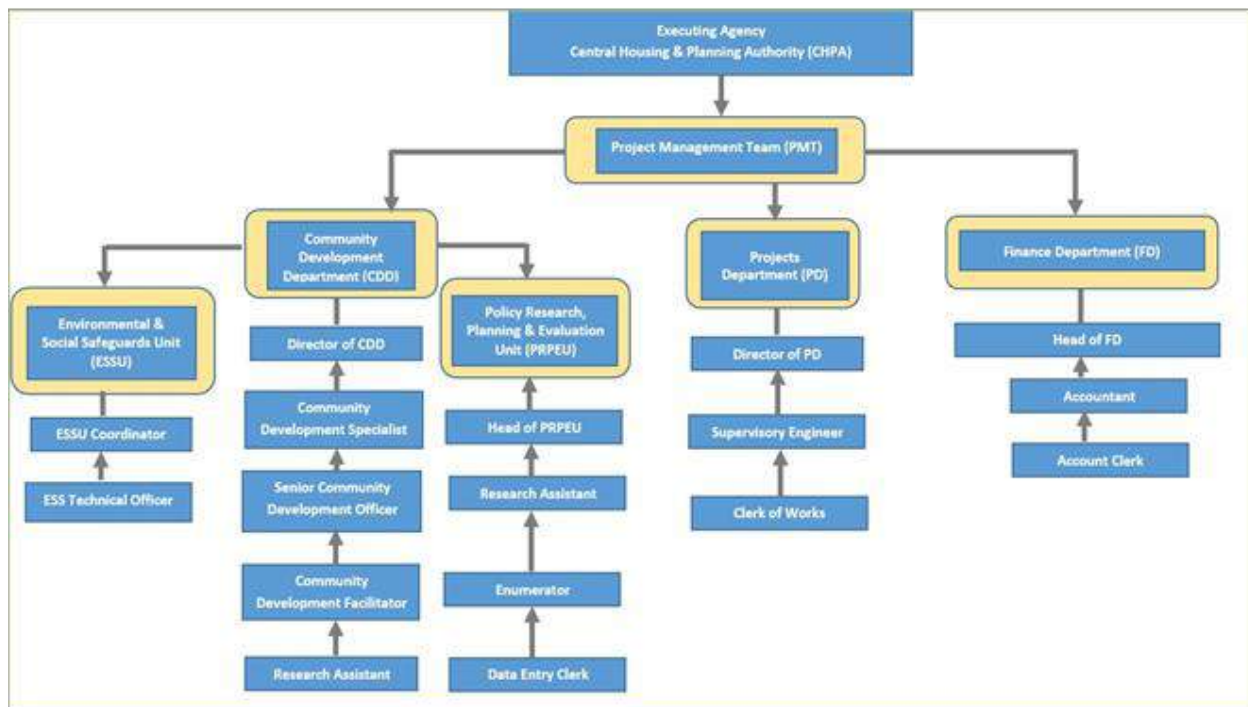 Executing Agency
Central Housing & Planning Authority (CHPA)
Project Management Team (PMT)
Community
Development
Department (CDD)
Projects
Department (PD)
Finance Department (FD)
Environmental &
Social Safeguards Unit
(ESSU)
Policy Research,
Planning & Evaluation
Unit (PRPEU)
Director of CDD
Director of PD
Head of FD
ESSU Coordinator
Community
Development Specialist
Head of PRPEU
Supervisory Engineer
Accountant
ESS Technical Officer
Senior Community
Development Officer
Research Assistant
Clerk of Works
Account Clerk
Community
Development Facilitator
Enumerator
Research Assistant
Data Entry Clerk